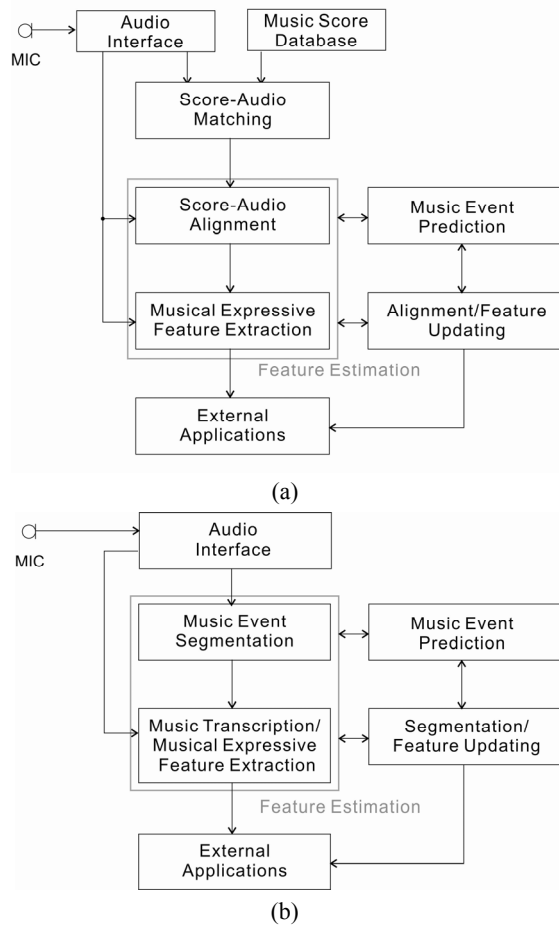 MIC
Audio
Interface
Music Score
Database
Score-Audio
Matching
Score-Audio
Alignment
Music Event
Prediction
Musical Expressive
Feature Extraction
Alignment/Feature
Updating
Feature Estimation
External
Applications
(a)
MIC
Audio
Interface
Music Event
Segmentation
Music Event
Prediction
Music Transcription/
Musical Expressive
Feature Extraction
Segmentation/
Feature Updating
Feature Estimation
External
Applications
(b)